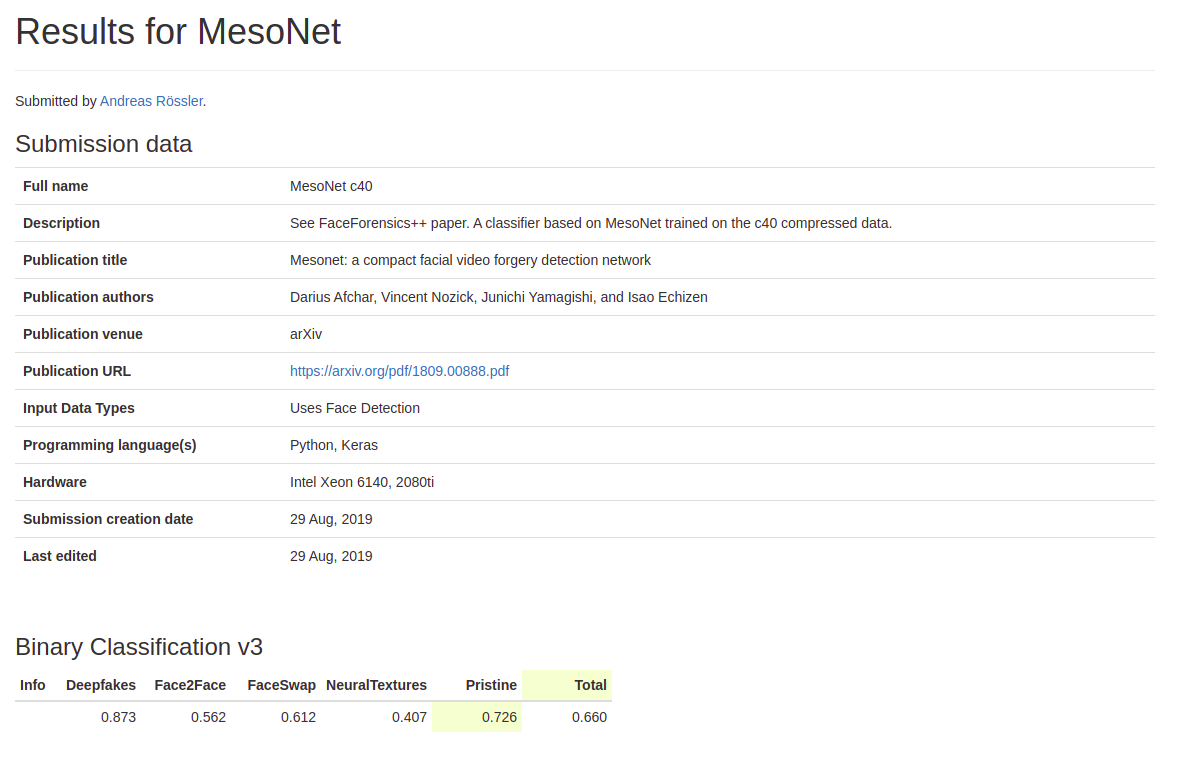 Results for MesoNet
Submitted by Andreas Rössler.
Submission data
Full name MesoNet c40
Description See FaceForensics++ paper. A classifier based on MesoNet trained on the c40 compressed data.
Publication title Mesonet: a compact facial video forgery detection network
Publication authors Darius Afchar, Vincent Nozick, Junichi Yamagishi, and Isao Echizen
Publication venue arXiv
Publication URL https://arxiv.org/pdf/1809.00888.pdf
Input Data Types Uses Face Detection
Programming language(s) Python, Keras
Hardware Intel Xeon 6140, 2080ti
Submission creation date 29 Aug, 2019
Last edited 29 Aug, 2019
Binary Classification v3
Info Deepfakes Face2Face FaceSwap NeuralTextures Pristine Total
0.873 0.562 0.612 0.407 0.726 0.660